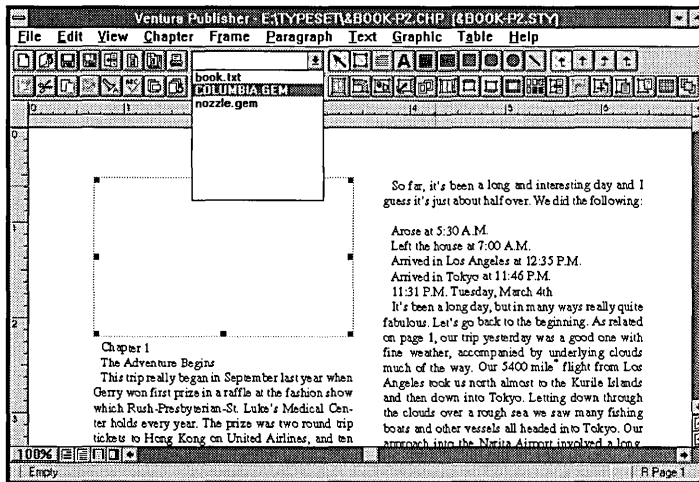 Ventura Publisher - E:\TYPESET\&BOOK-P2.CHP (&BOOK-P2.STY)
File Edit View Chapter Frame Paragraph Text Graphic Table Help
book.txt
COLUMBIA.GEM
nozzle.gem
So far, it's been a long and interesting day and I
guess it's just about half over. We did the following:
Arose at 5:30 A.M.
Left the house at 7:00 A.M.
Arrived in Los Angeles at 12:35 P.M.
Arrived in Tokyo at 11:46 P.M.
11:31 P.M. Tuesday, March 4th
It's been a long day, but in many ways really quite
fabulous. Let's go back to the beginning. As related
on page 1, our trip yesterday was a good one with
fine weather, accompanied by underlying clouds
much of the way. Our 5400 mile" flight from Los
Angeles took us north almost to the Kurile Islands
and then down into Tokyo. Letting down through
the clouds over a rough sea we saw many fishing
boats and other vessels all headed into Tokyo. Our
approach into the Narita Airport involved a long
Chapter 1
The Adventure Begins
This trip really began in September last year when
Gerry won first prize in a raffle at the fashion show
which Rush-Presbyterian-St. Luke's Medical Cen-
ter holds every year. The prize was two round trip
tickets to Hong Kong on United Airlines, and ten
100%
Empty
R Page 1